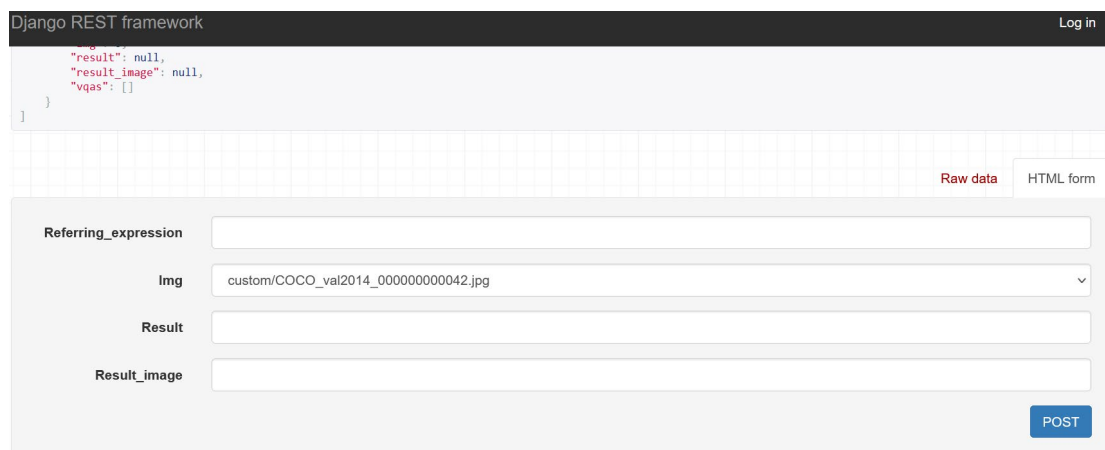 Django REST framework
Log in
"result": null,
"result_image": null,
"vqas": []
}
]
Raw data
HTML form
Referring_expression
Img
custom/COCO_val2014_000000000042.jpg
Result
Result_image
POST